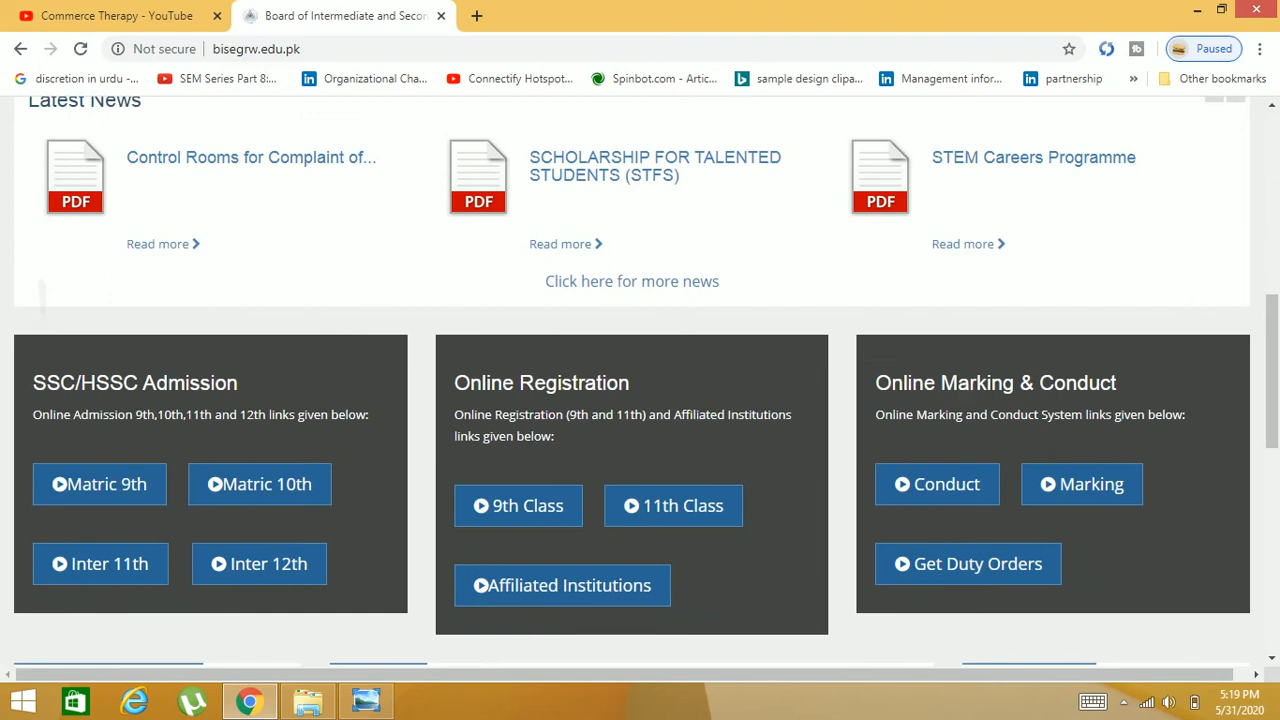 Commerce Therapy - YouTube
Board of Intermediate and Secon
Not secure
bisegrw.edu.pk
Paused
discretion in urdu -...
SEM Series Part 8:...
Organizational Cha...
Connectify Hotspot...
Spinbot.com - Artic...
sample design clipa...
Management infor...
partnership
Other bookmarks
Latest News
Control Rooms for Complaint of...
SCHOLARSHIP FOR TALENTED
STUDENTS (STFS)
STEM Careers Programme
PDF
PDF
PDF
Read more
Read more
Read more
Click here for more news
SSC/HSSC Admission
Online Admission 9th,10th,11th and 12th links given below:
Matric 9th
Matric 10th
Inter 11th
Inter 12th
Online Registration
Online Registration (9th and 11th) and Affiliated Institutions
links given below:
9th Class
11th Class
Affiliated Institutions
Online Marking & Conduct
Online Marking and Conduct System links given below:
Conduct
Marking
Get Duty Orders
5:19 PM
5/31/2020